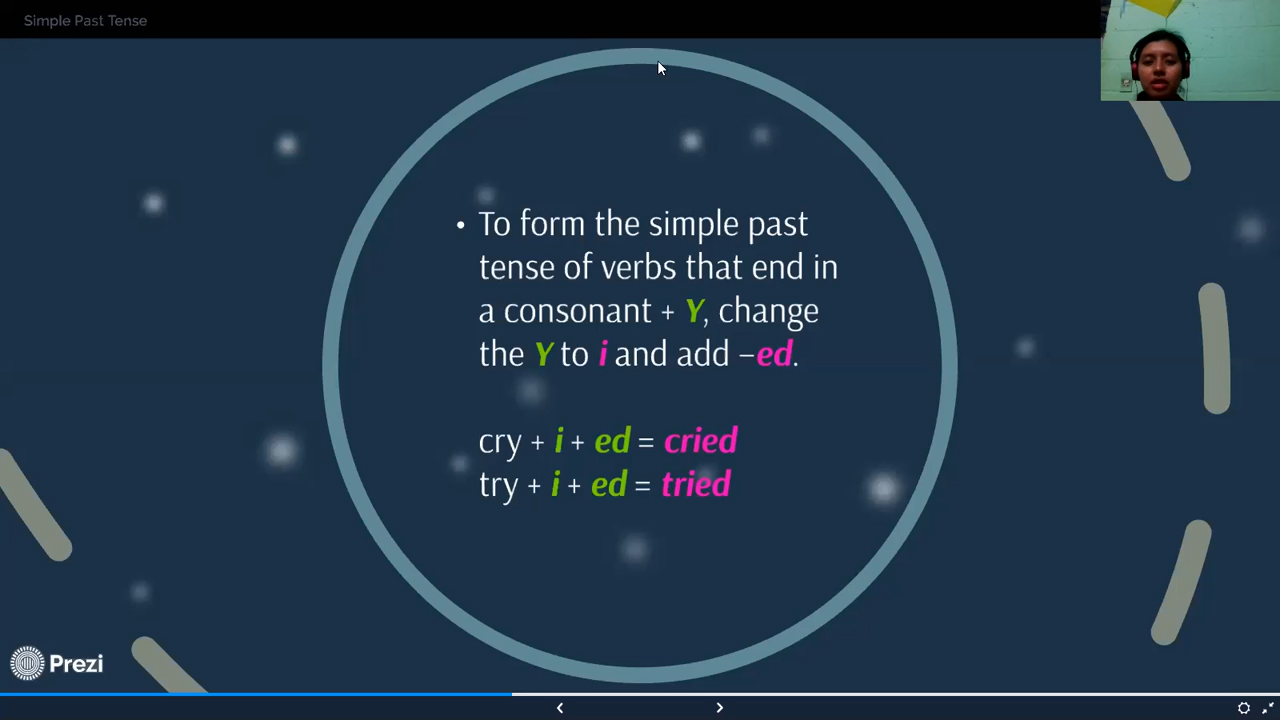 Simple Past Tense
• To form the simple past
tense of verbs that end in
a consonant + Y, change
the Y to i and add –ed.
cry + i + ed = cried
try + i + ed = tried
Prezi